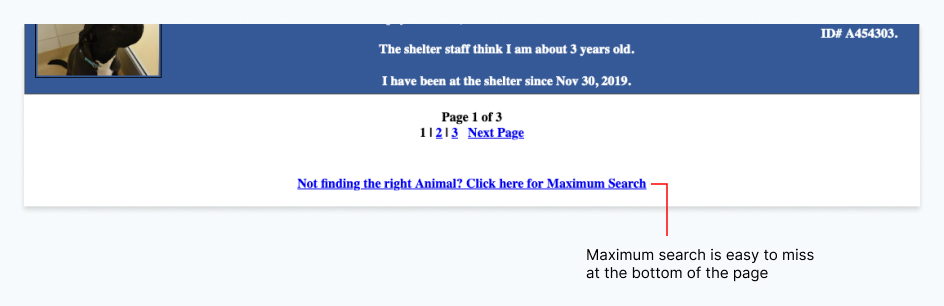 ID# A454303.
The shelter staff think I am about 3 years old.
I have been at the shelter since Nov 30, 2019.
Page 1 of 3
1 | 2 | 3 Next Page
Not finding the right Animal? Click here for Maximum Search
Maximum search is easy to miss
at the bottom of the page